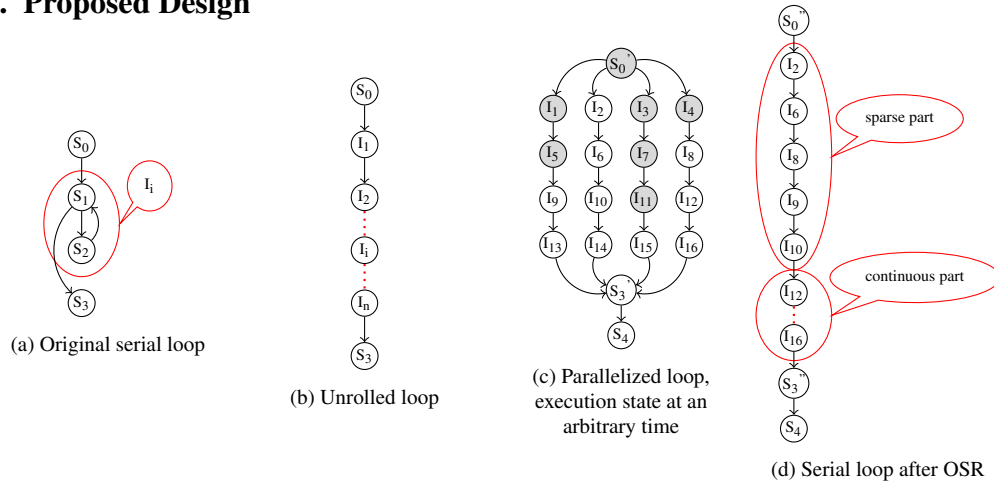 . Proposed Design
S0
S1
S2
S3
Ii
(a) Original serial loop
S0
I1
I2
Ii
In
S3
(b) Unrolled loop
S0'
I1 I2 I3 I4
I5 I6 I7 I8
I9 I10 I11 I12
I13 I14 I15 I16
S3'
S4
(c) Parallelized loop,
execution state at an
arbitrary time
S0''
I2
I6
I8
I9
I10
I12
I16
S3''
S4
sparse part
continuous part
(d) Serial loop after OSR